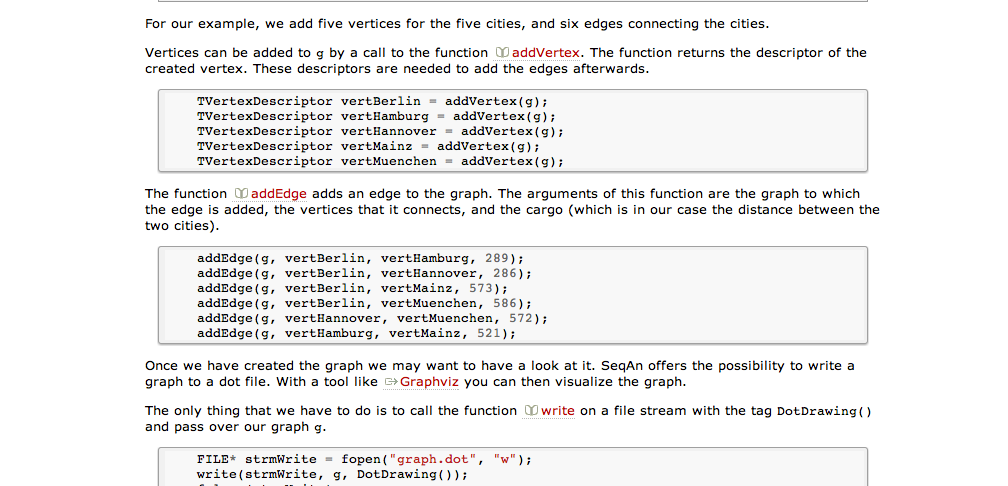 For our example, we add five vertices for the five cities, and six edges connecting the cities.
Vertices can be added to g by a call to the function addVertex. The function returns the descriptor of the
created vertex. These descriptors are needed to add the edges afterwards.
TVertexDescriptor vertBerlin = addVertex(g);
TVertexDescriptor vertHamburg = addVertex(g);
TVertexDescriptor vertHannover = addVertex(g);
TVertexDescriptor vertMainz = addVertex(g);
TVertexDescriptor vertMuenchen = addVertex(g);
The function addEdge adds an edge to the graph. The arguments of this function are the graph to which
the edge is added, the vertices that it connects, and the cargo (which is in our case the distance between the
two cities).
addEdge(g, vertBerlin, vertHamburg, 289);
addEdge(g, vertBerlin, vertHannover, 286);
addEdge(g, vertBerlin, vertMainz, 573);
addEdge(g, vertBerlin, vertMuenchen, 586);
addEdge(g, vertHannover, vertMuenchen, 572);
addEdge(g, vertHamburg, vertMainz, 521);
Once we have created the graph we may want to have a look at it. SeqAn offers the possibility to write a
graph to a dot file. With a tool like Graphviz you can then visualize the graph.
The only thing that we have to do is to call the function write on a file stream with the tag DotDrawing()
and pass over our graph g.
FILE* strmWrite = fopen("graph.dot", "w");
write(strmWrite, g, DotDrawing());